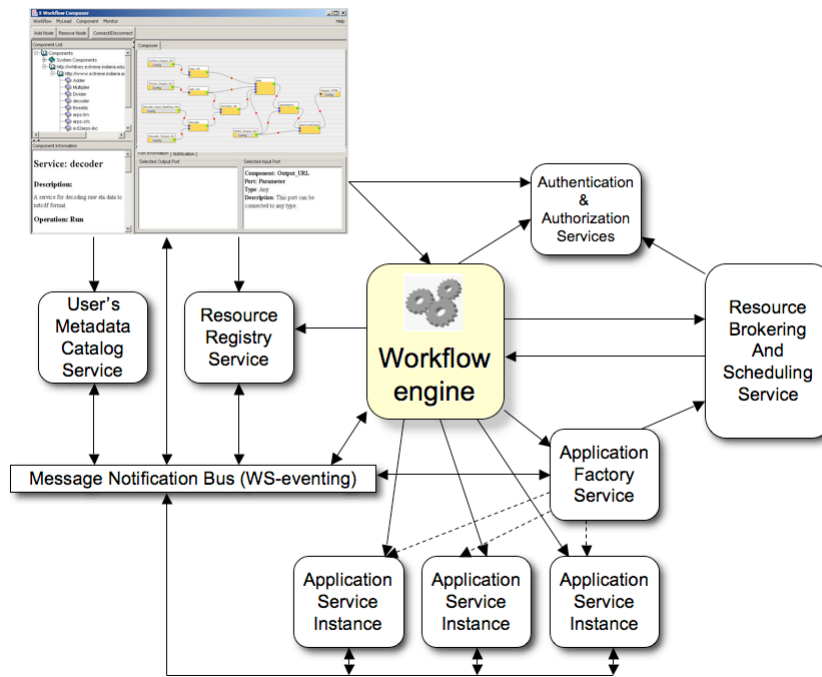 X Workflow Composer
Workflow MyLead Component Monitor Help
Add Node Remove Node Connect/Disconnect
Component List
Composer
Components
System Components
Adder
Multiplier
Divider
decoder
Component Information
Service: decoder
Description:
A service for decoding raw eta data to
netcdf format
Operation: Run
Port Information Notification
Selected Output Port
Selected Input Port
Component: Output_URL
Port: Parameter
Type: Any
Description: This port can be
connected to any type.
Authentication
&
Authorization
Services
User's
Metadata
Catalog
Service
Resource
Registry
Service
Workflow
engine
Resource
Brokering
And
Scheduling
Service
Application
Factory
Service
Message Notification Bus (WS-eventing)
Application
Service
Instance
Application
Service
Instance
Application
Service
Instance